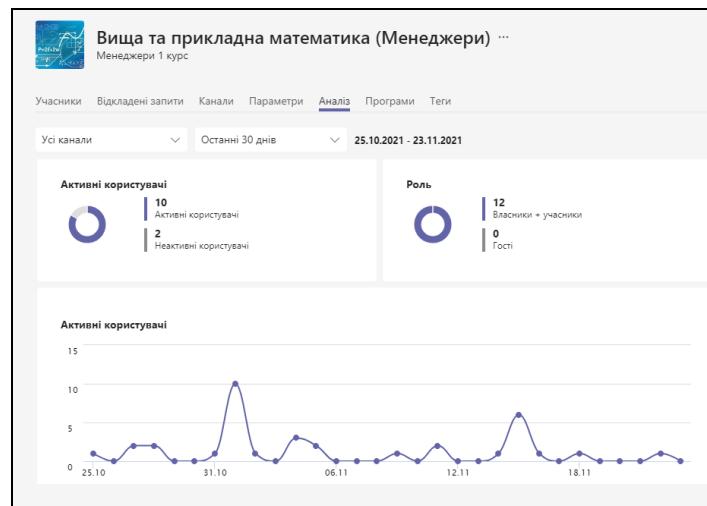 Вища та прикладна математика (Менеджери) ...
Менеджери 1 курс
Учасники Відкладені запити Канали Параметри Аналіз Програми Теги
Усі канали Останні 30 днів 25.10.2021 - 23.11.2021
Активні користувачі
10
Активні користувачі
2
Неактивні користувачі
Роль
12
Власники + учасники
0
Гості
Активні користувачі
15
10
5
0
25.10 31.10 06.11 12.11 18.11